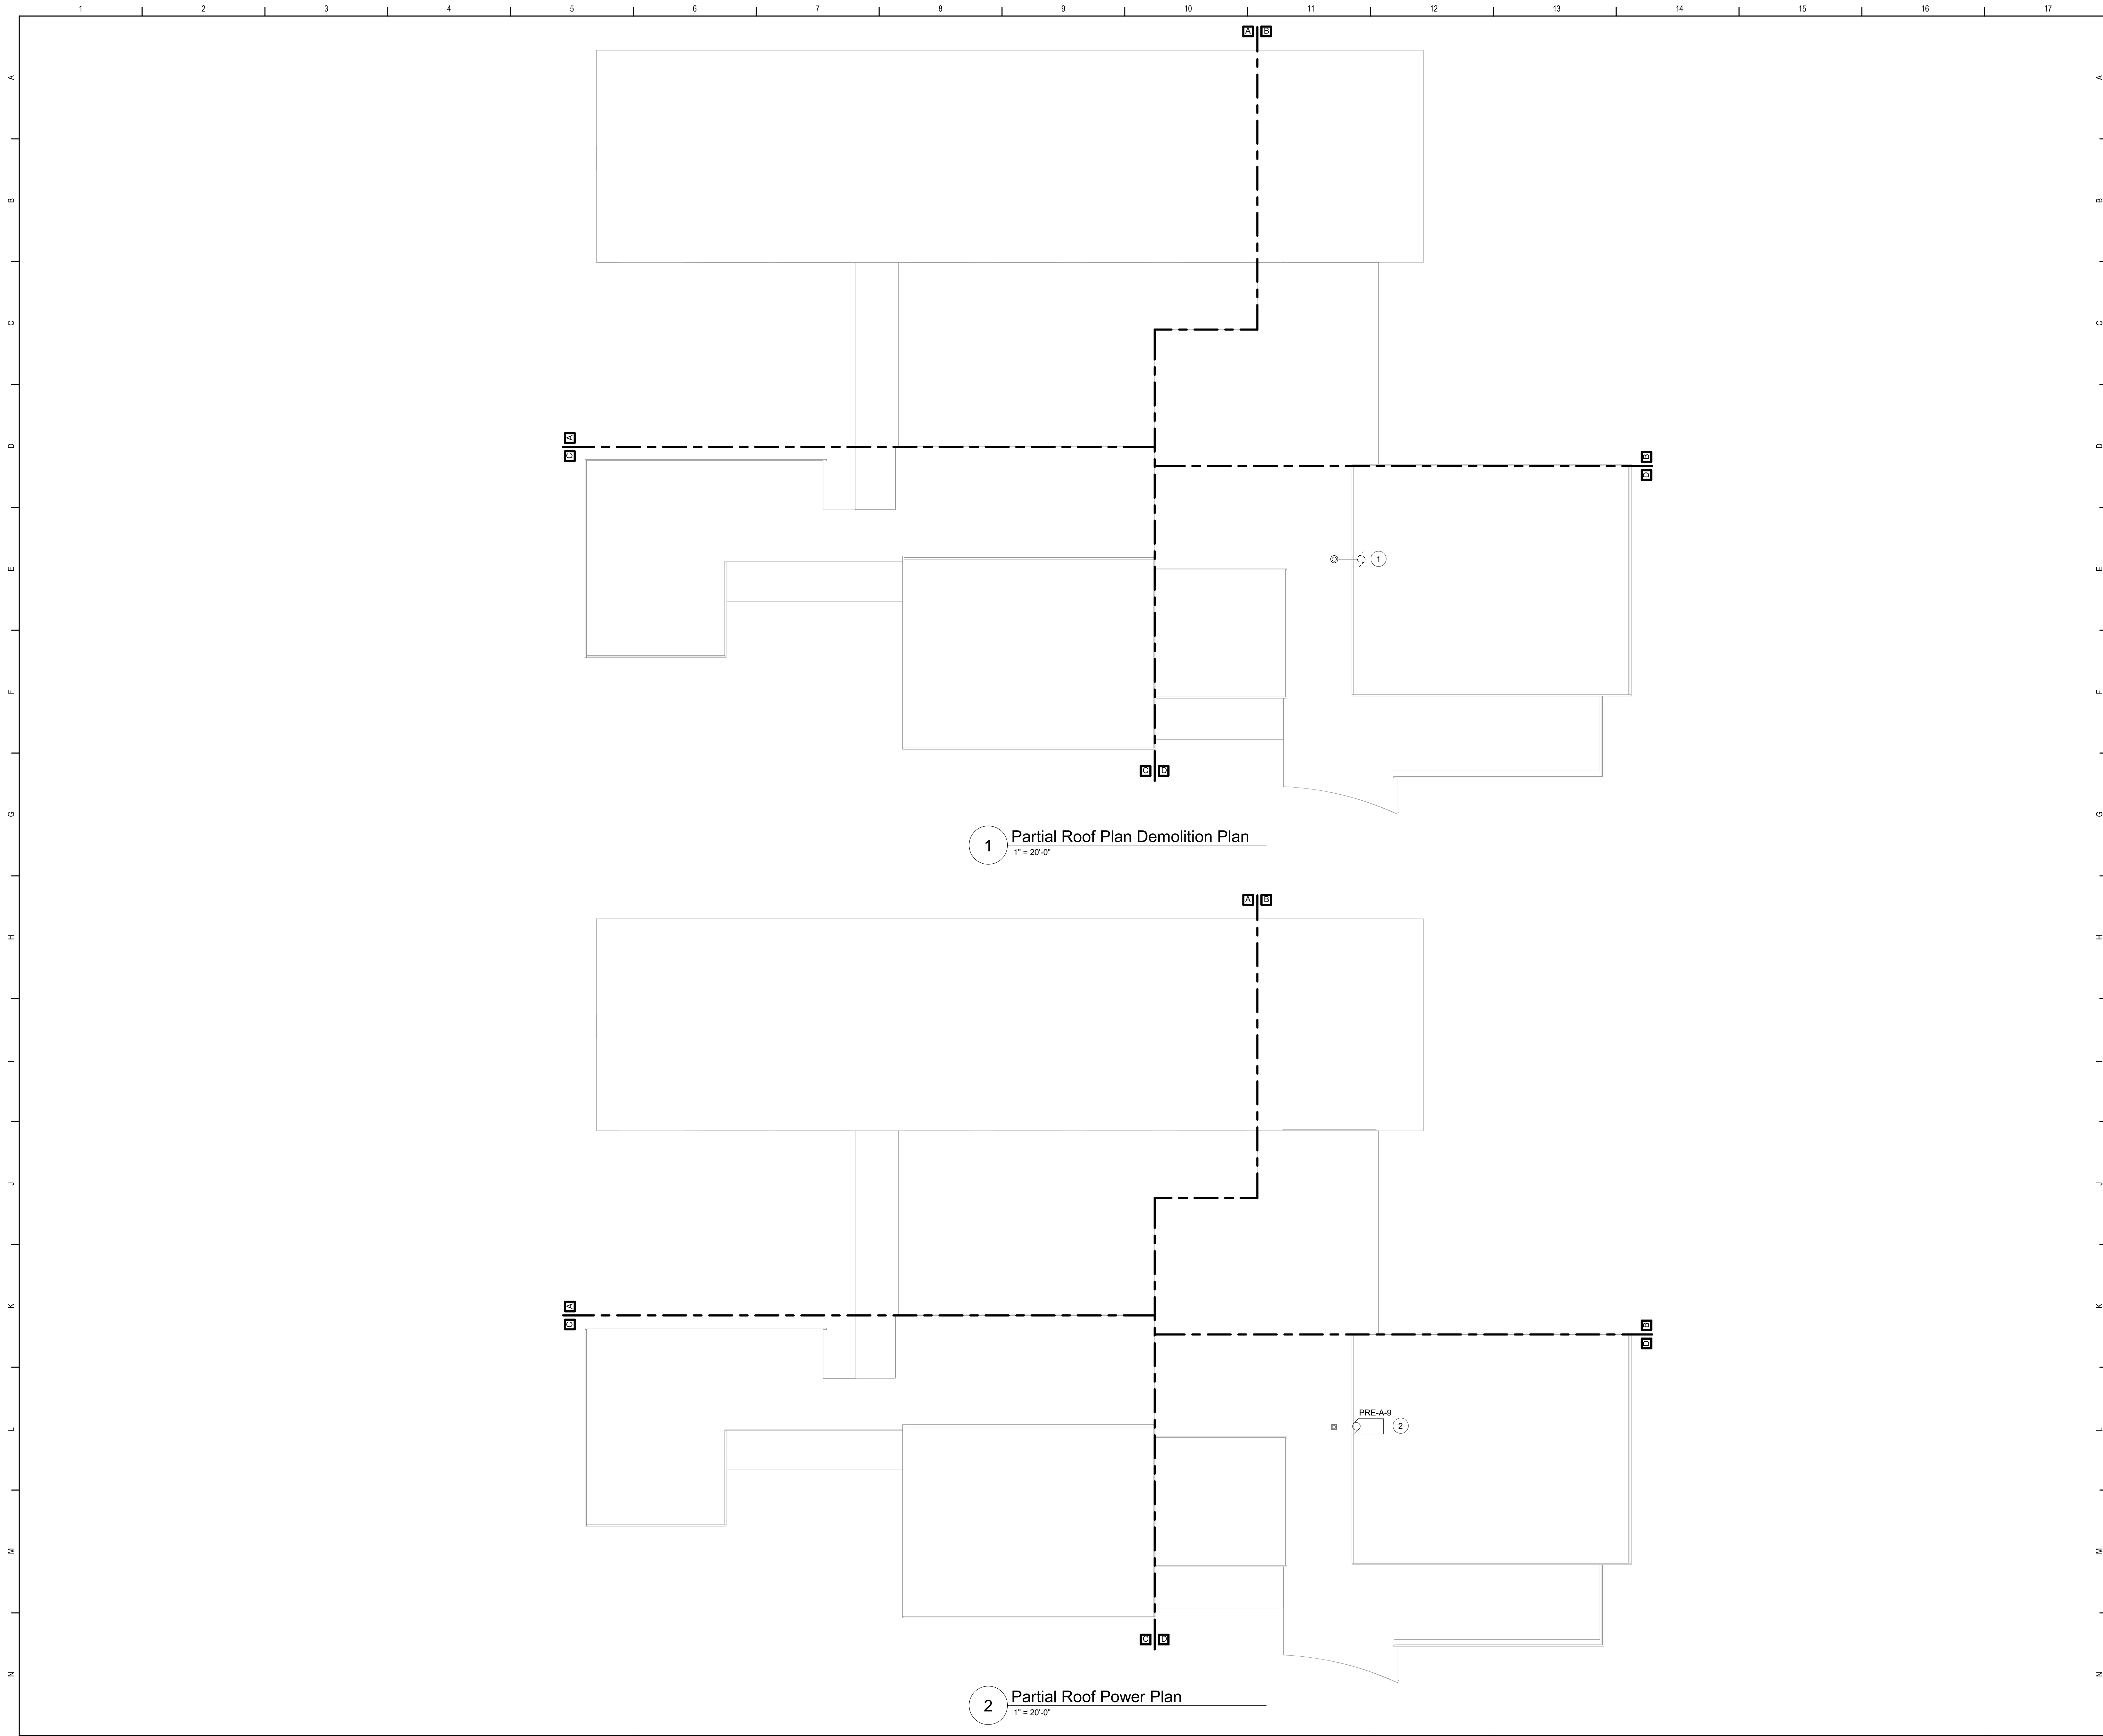 1 2 3 4 5 6 7 8 9 10 11 12 13 14 15 16 17
A B
A A
B B
C C
A
D D
C
B
D
E E
1
F F
C D
G G
1 Partial Roof Plan Demolition Plan
1" = 20'-0"
A B
H H
I I
J J
A
K K
C
B
D
PRE-A-9
L L
2
M M
C D
N N
2 Partial Roof Power Plan
1" = 20'-0"